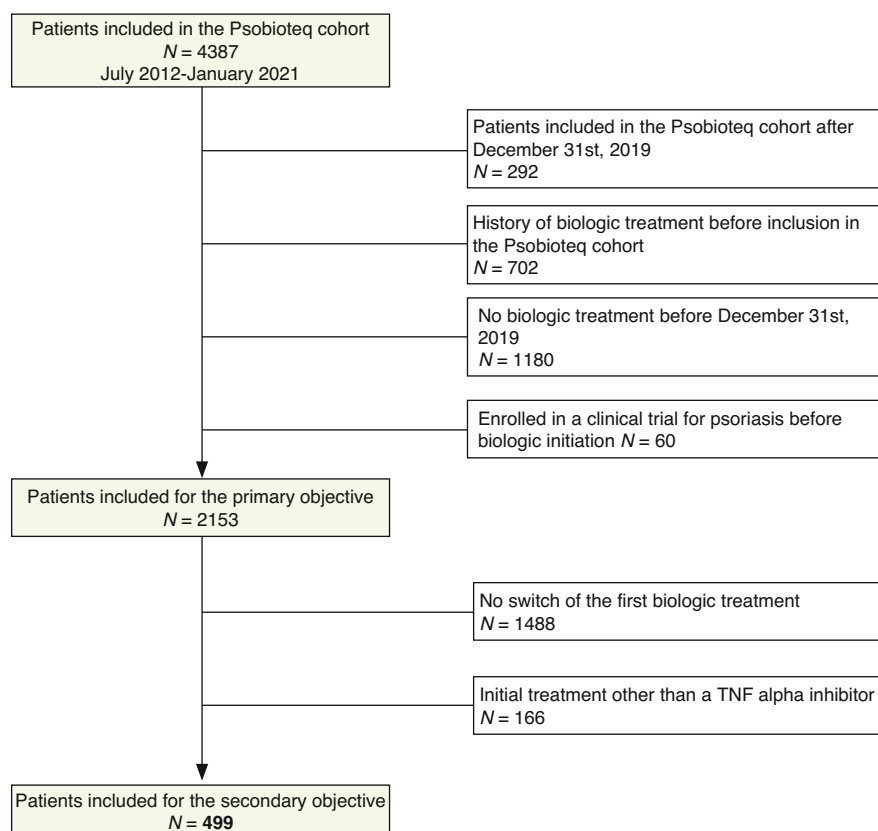 Patients included in the Psobioteq cohort
N = 4387
July 2012-January 2021
Patients included in the Psobioteq cohort after
December 31st, 2019
N = 292
History of biologic treatment before inclusion in
the Psobioteq cohort
N = 702
No biologic treatment before December 31st,
2019
N = 1180
Enrolled in a clinical trial for psoriasis before
biologic initiation N = 60
Patients included for the primary objective
N = 2153
No switch of the first biologic treatment
N = 1488
Initial treatment other than a TNF alpha inhibitor
N = 166
Patients included for the secondary objective
N = 499